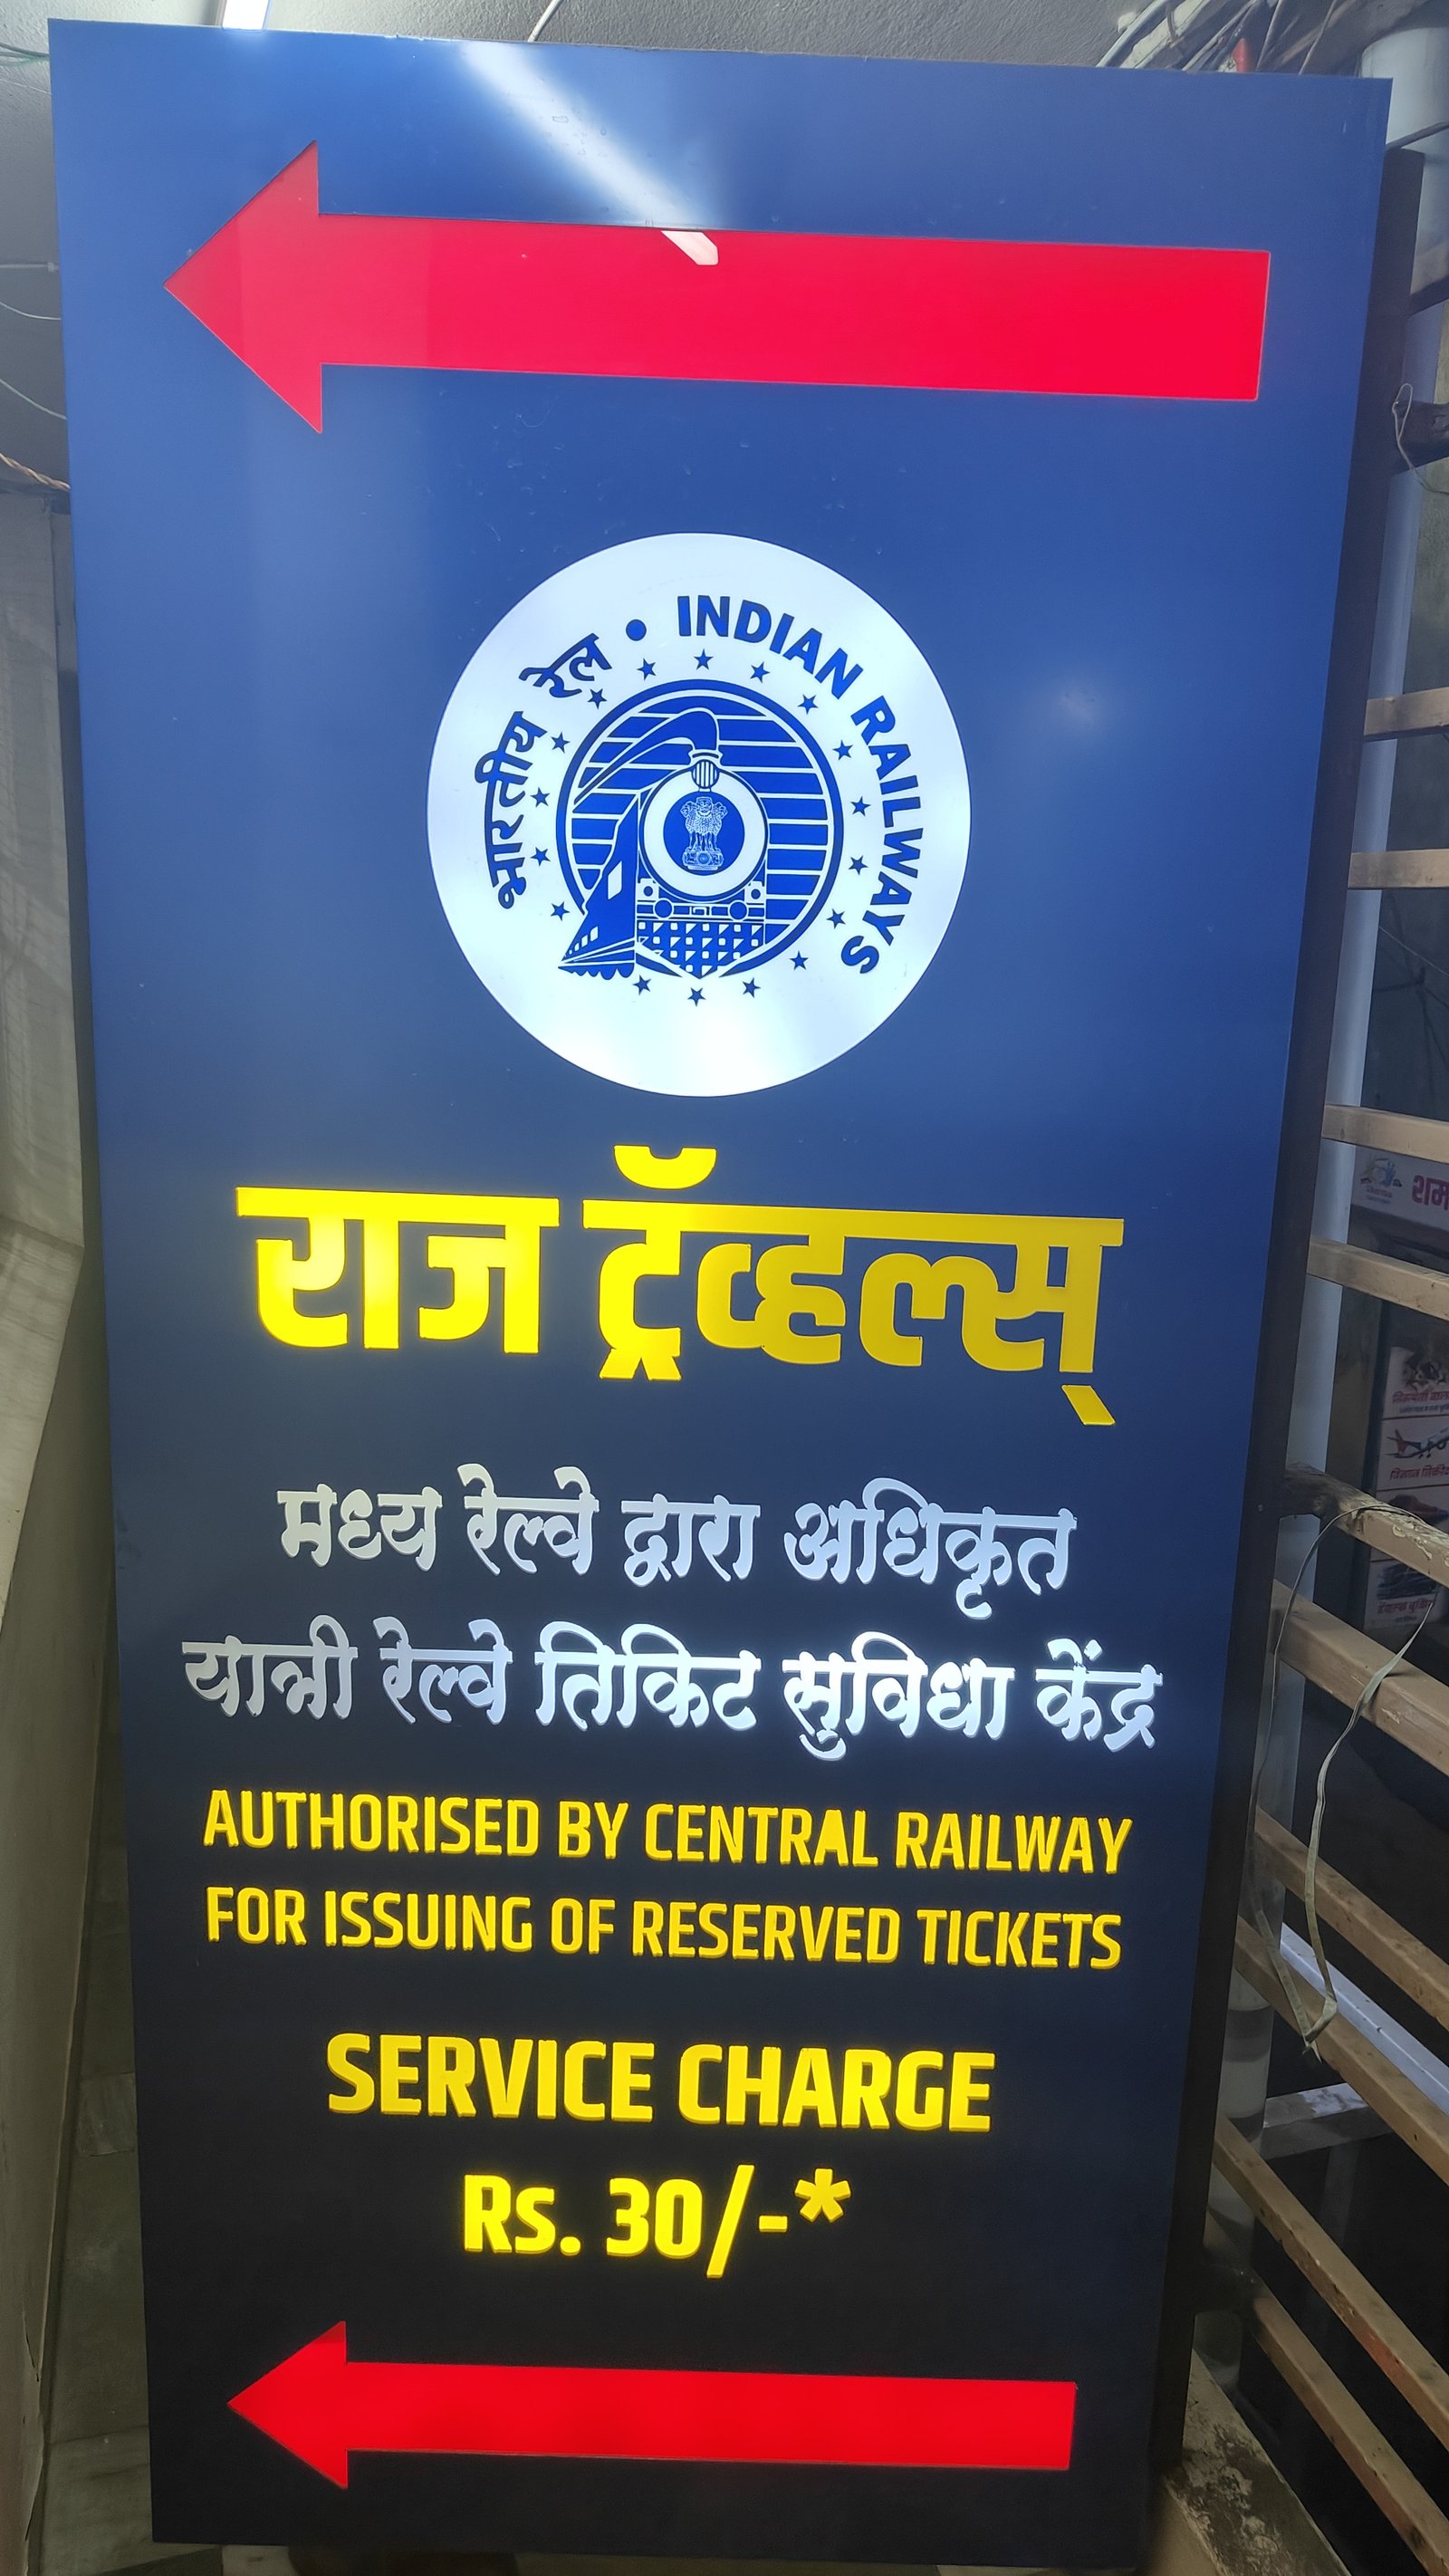 भारतीय रेल • INDIAN RAILWAYS
राज ट्रॅव्हल्स्
मध्य रेल्वे द्वारा अधिकृत
यात्री रेल्वे तिकिट सुविधा केंद्र
AUTHORISED BY CENTRAL RAILWAY
FOR ISSUING OF RESERVED TICKETS
SERVICE CHARGE
Rs. 30/-*